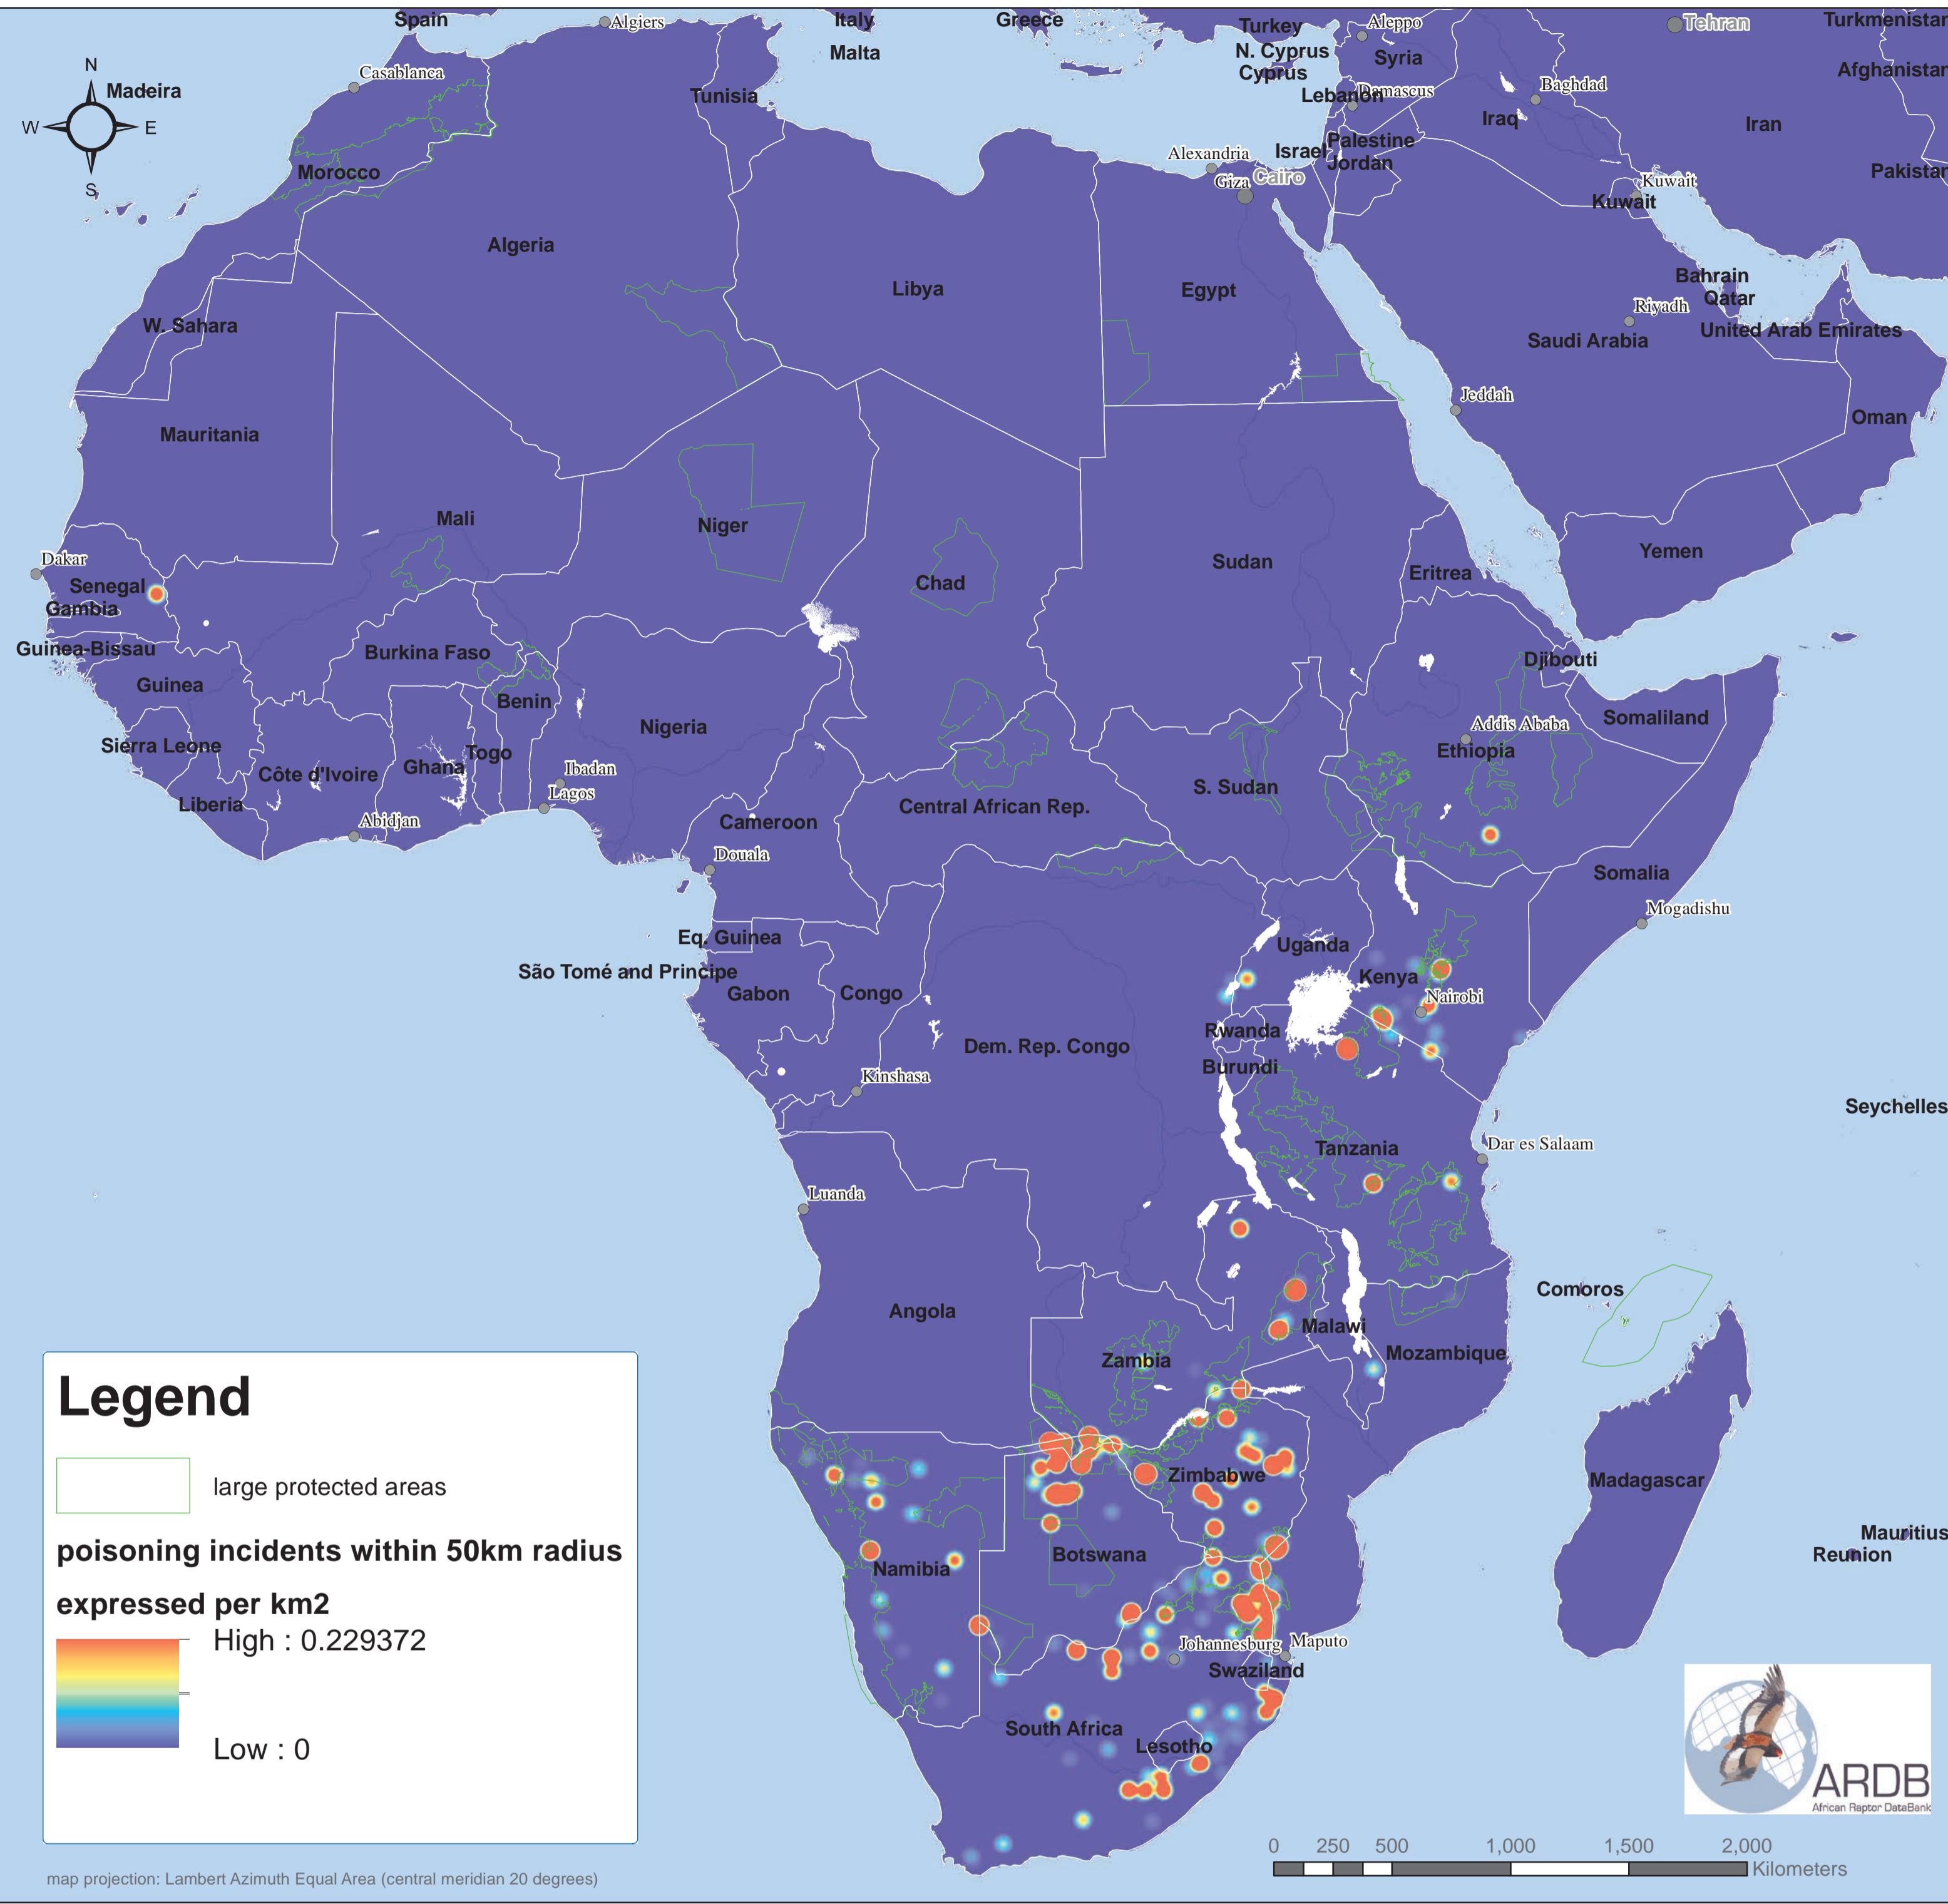 Spain
Algiers
Italy
Greece
Turkey
Aleppo
Tehran
Turkmenistan
Malta
N. Cyprus
Syria
Cyprus
Afghanistan
N
Madeira
Casablanca
Tunisia
Lebanon
Damascus
Baghdad
W
E
Iraq
Iran
Palestine
Alexandria
Israel
Jordan
Morocco
Giza
Cairo
Kuwait
Pakistan
S
Kuwait
Algeria
Libya
Egypt
Bahrain
Qatar
Riyadh
W. Sahara
United Arab Emirates
Saudi Arabia
Jeddah
Oman
Mauritania
Mali
Niger
Dakar
Senegal
Gambia
Chad
Sudan
Eritrea
Yemen
Guinea-Bissau
Burkina Faso
Djibouti
Guinea
Benin
Nigeria
Somaliland
Addis Ababa
Ethiopia
Sierra Leone
Togo
Côte d'Ivoire
Ghana
Ibadan
Lagos
Liberia
Abidjan
Central African Rep.
S. Sudan
Cameroon
Douala
Somalia
Mogadishu
Eq. Guinea
Uganda
São Tomé and Principe
Gabon
Congo
Kenya
Nairobi
Rwanda
Dem. Rep. Congo
Burundi
Kinshasa
Seychelles
Tanzania
Dar es Salaam
Luanda
Comoros
Angola
Malawi
Zambia
Mozambique
Zimbabwe
Madagascar
Botswana
Namibia
Mauritius
Reunion
Johannesburg
Maputo
Swaziland
South Africa
Lesotho
Legend
large protected areas
poisoning incidents within 50km radius
expressed per km2
High : 0.229372
Low : 0
ARDB
African Raptor DataBank
0 250 500 1,000 1,500 2,000
Kilometers
map projection: Lambert Azimuth Equal Area (central meridian 20 degrees)